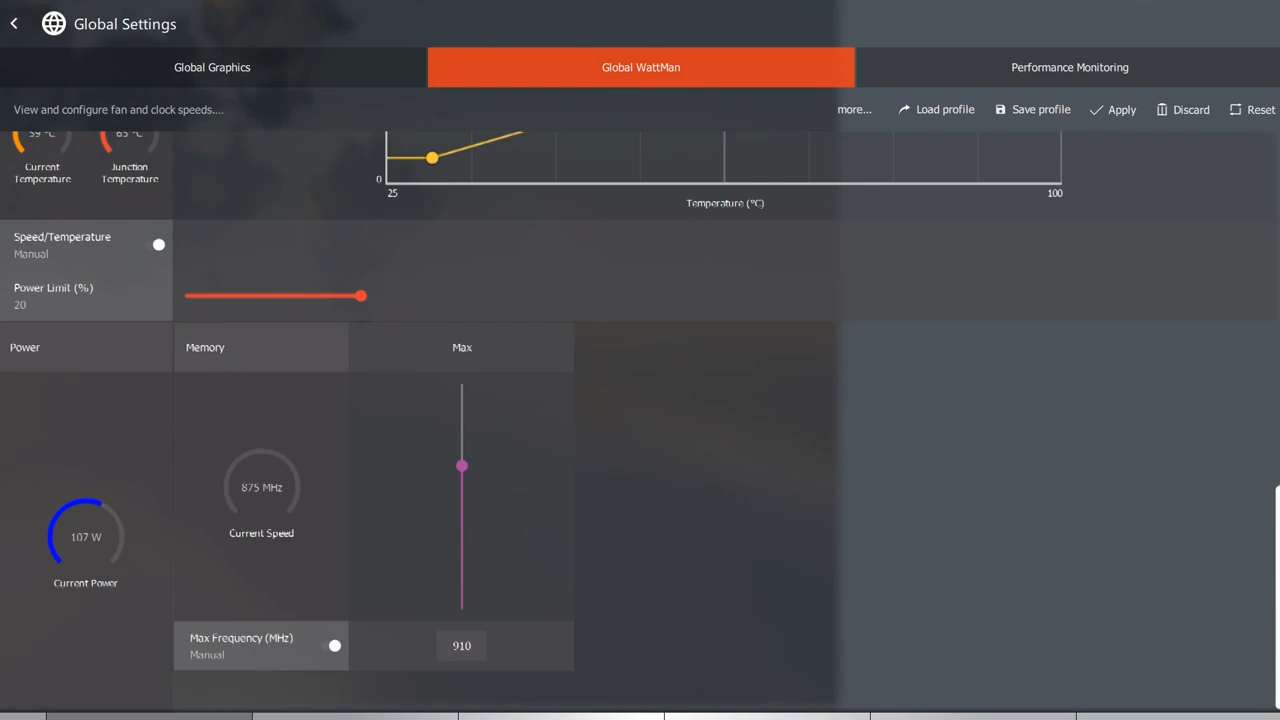 Global Settings
Global Graphics
Global WattMan
Performance Monitoring
View and configure fan and clock speeds....
more...
Load profile
Save profile
Apply
Discard
Reset
39 °C
65 °C
Current Temperature
Junction Temperature
0
25
100
Temperature (°C)
Speed/Temperature
Manual
Power Limit (%)
20
Power
Memory
Max
875 MHz
Current Speed
107 W
Current Power
Max Frequency (MHz)
Manual
910